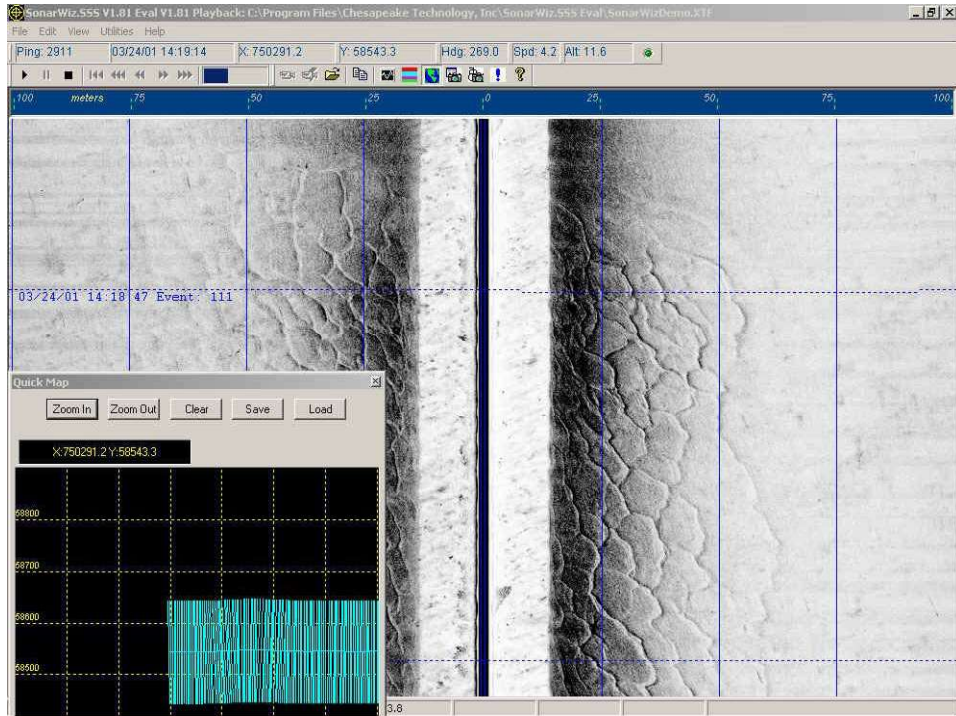 SonarWiz.SSS V1.81 Eval V1.81 Playback: C:\Program Files\Chesapeake Technology, Inc\SonarWiz.SSS Eval\SonarWizDemo.XTF
File Edit View Utilities Help
Ping: 2911 03/24/01 14:19:14 X: 750291.2 Y: 58543.3 Hdg: 269.0 Spd: 4.2 Alt: 11.6
100 meters 75 50 25 0 25 50 75 100
03/24/01 14:18 47 Event: 111
Quick Map
Zoom In Zoom Out Clear Save Load
X:750291.2 Y:58543.3
58800
58700
58600
58500
3.8